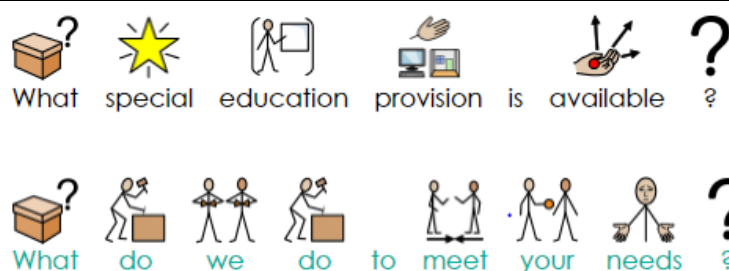 What special education provision is available ?
What do we do to meet your needs ?